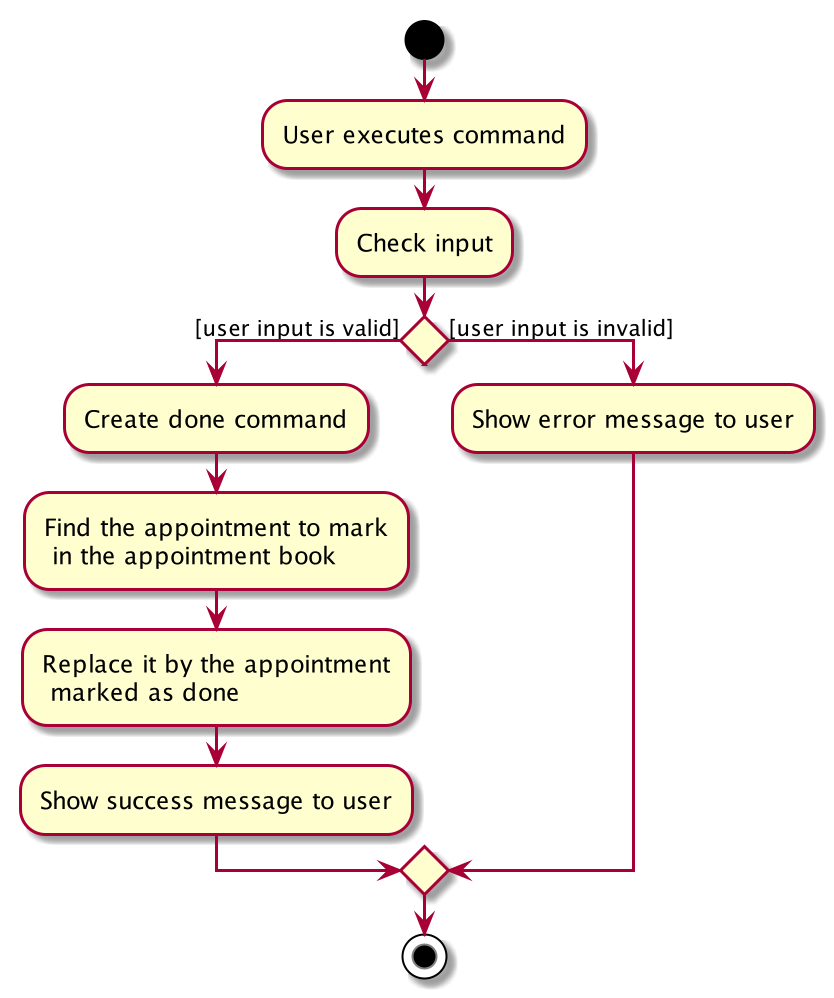 User executes command
Check input
[user input is valid]
[user input is invalid]
Create done command
Show error message to user
Find the appointment to mark
in the appointment book
Replace it by the appointment
marked as done
Show success message to user